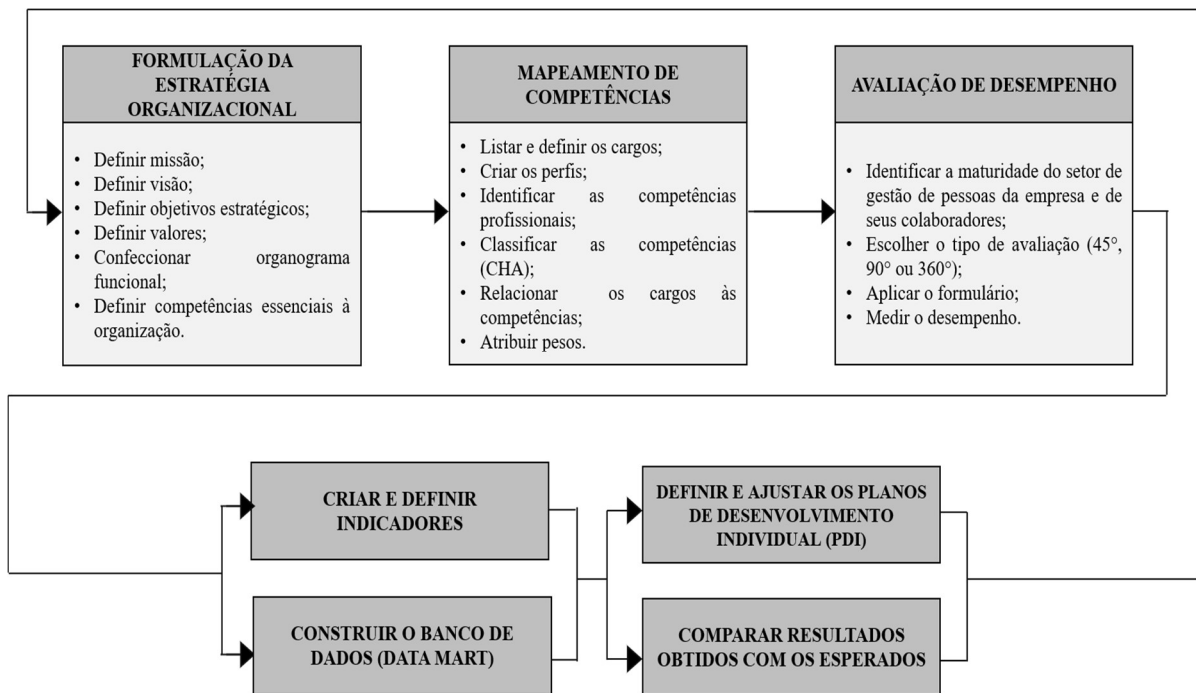 FORMULAÇÃO DA
ESTRATÉGIA
ORGANIZACIONAL
• Definir missão;
• Definir visão;
• Definir objetivos estratégicos;
• Definir valores;
• Confeccionar organograma
funcional;
• Definir competências essenciais à
organização.
MAPEAMENTO DE
COMPETÊNCIAS
• Listar e definir os cargos;
• Criar os perfis;
• Identificar as competências
profissionais;
• Classificar as competências
(CHA);
• Relacionar os cargos às
competências;
• Atribuir pesos.
AVALIAÇÃO DE DESEMPENHO
• Identificar a maturidade do setor de
gestão de pessoas da empresa e de
seus colaboradores;
• Escolher o tipo de avaliação (45°,
90° ou 360°);
• Aplicar o formulário;
• Medir o desempenho.
CRIAR E DEFINIR
INDICADORES
CONSTRUIR O BANCO DE
DADOS (DATA MART)
DEFINIR E AJUSTAR OS PLANOS
DE DESENVOLVIMENTO
INDIVIDUAL (PDI)
COMPARAR RESULTADOS
OBTIDOS COM OS ESPERADOS